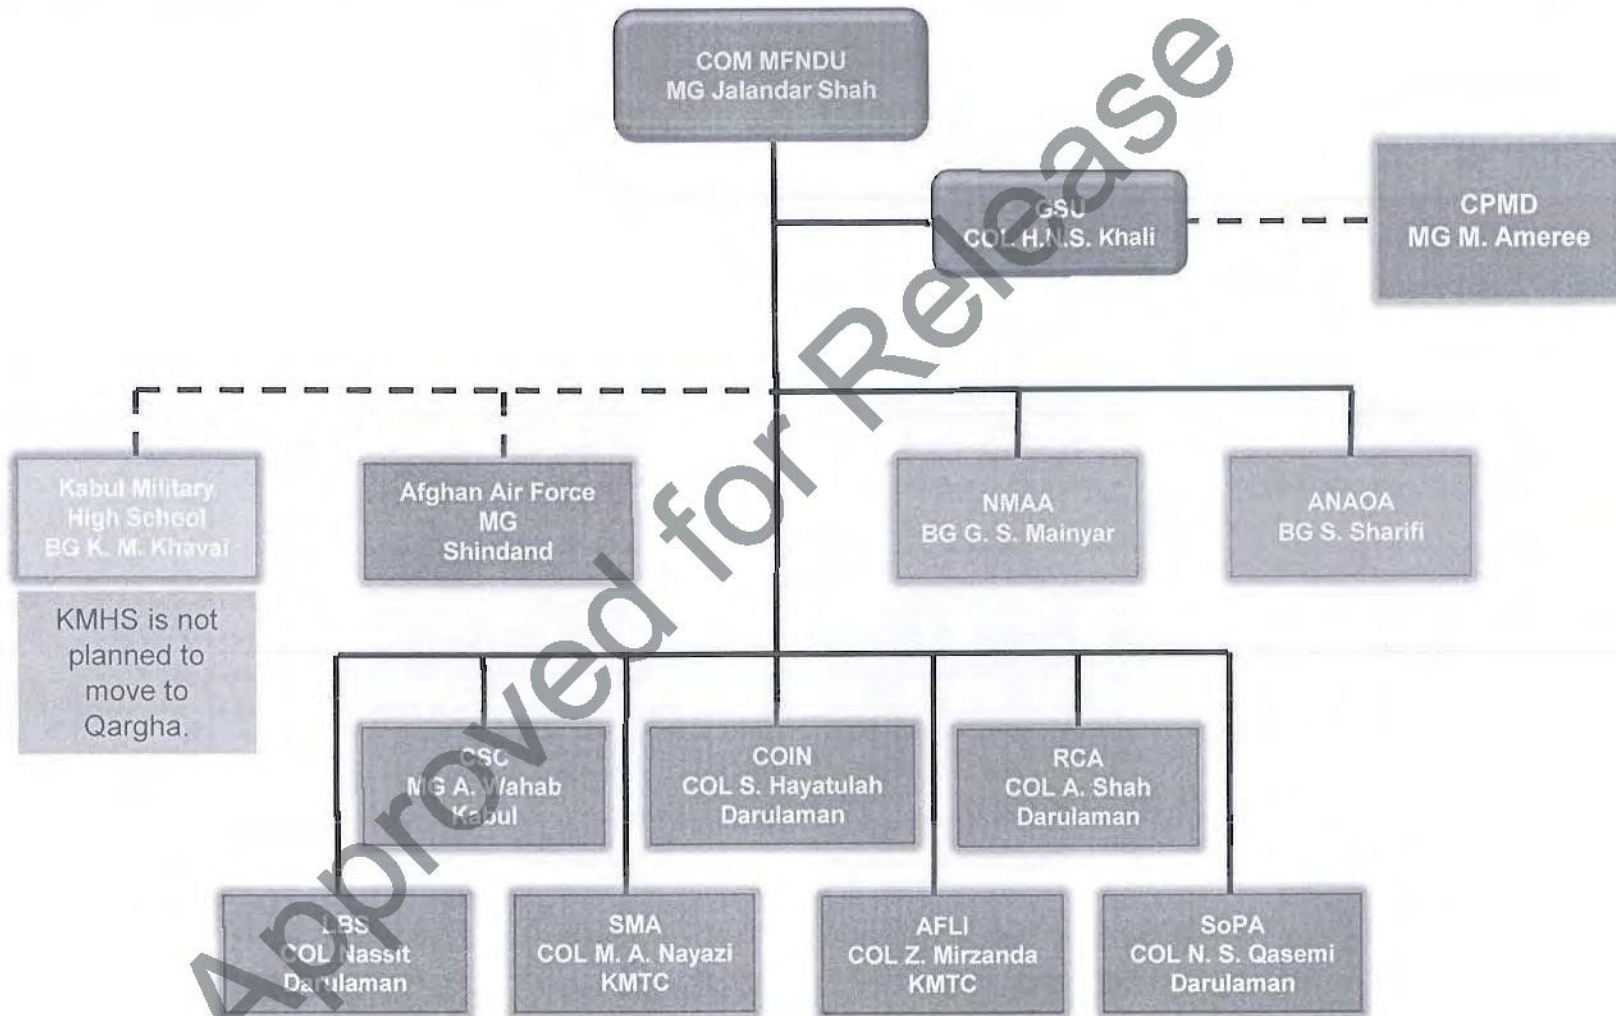 COM MFNDU
MG Jalandar Shah
GSU
COL H.N.S. Khali
CPMD
MG M. Ameree
Kabul Military
High School
BG K. M. Khavai
Afghan Air Force
MG
Shindand
NMAA
BG G. S. Mainyar
ANAOA
BG S. Sharifi
KMHS is not
planned to
move to
Qargha.
CSC
MG A. Wahab
Kabul
COIN
COL S. Hayatulah
Darulaman
RCA
COL A. Shah
Darulaman
LBS
COL Nassit
Darulaman
SMA
COL M. A. Nayazi
KMTC
AFLI
COL Z. Mirzanda
KMTC
SoPA
COL N. S. Qasemi
Darulaman
Approved for Release